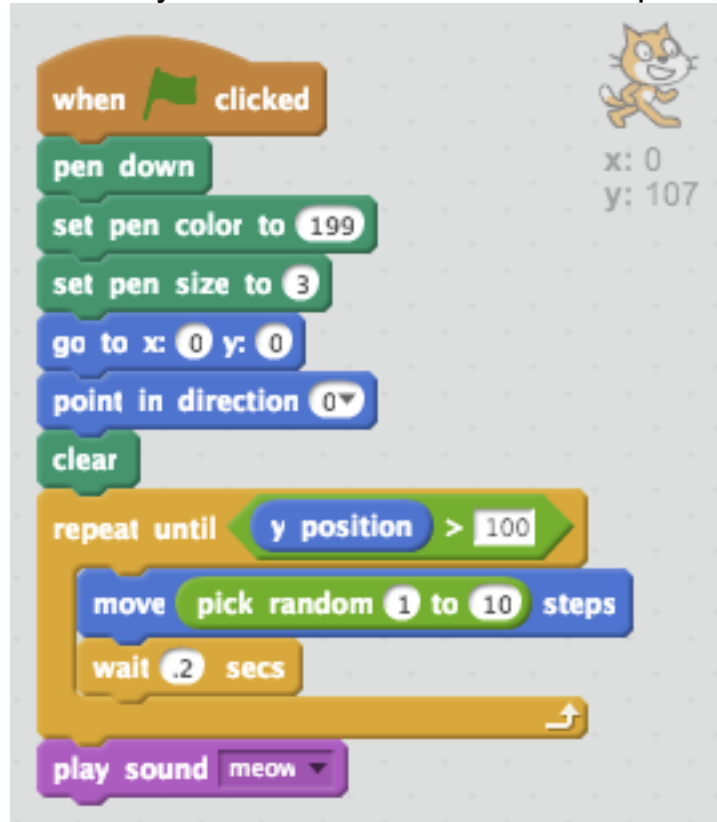 when clicked
x: 0
y: 107
pen down
set pen color to 199
set pen size to 3
go to x: 0 y: 0
point in direction 0
clear
repeat until y position > 100
move pick random 1 to 10 steps
wait .2 secs
play sound meow